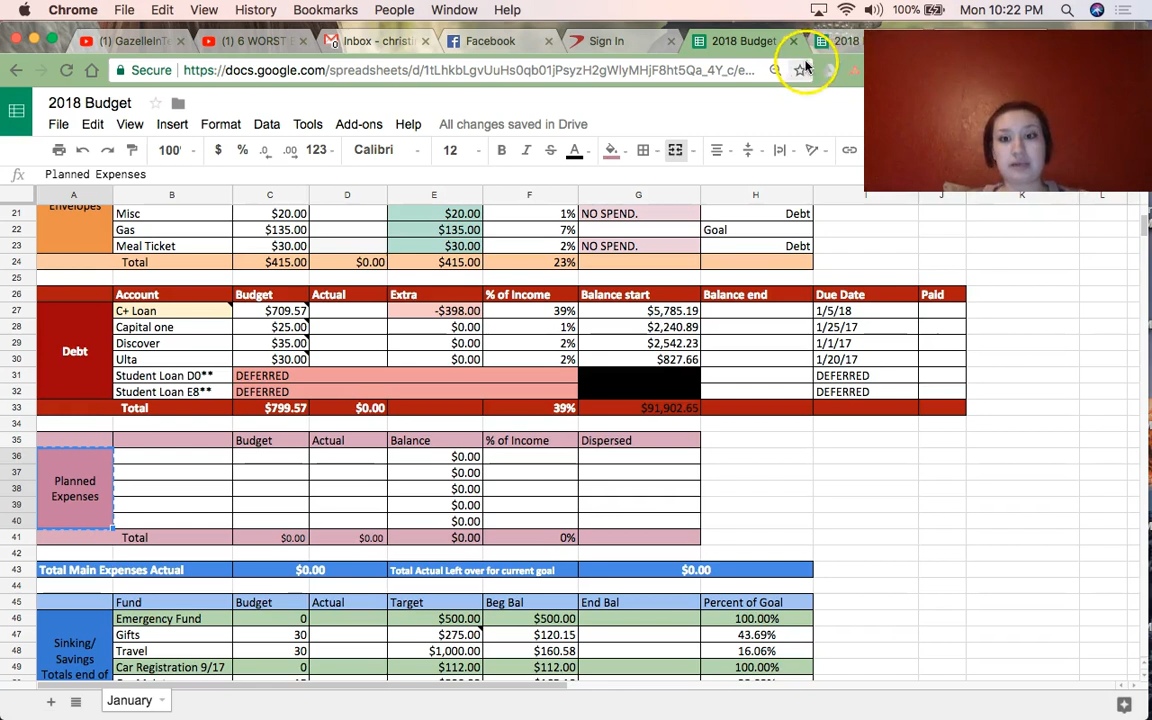 Chrome File Edit View History Bookmarks People Window Help 100% Mon 10:22 PM
(1) GazelleInTe × (1) 6 WORST E × Inbox - christi × Facebook × Sign In × 2018 Budget × 2018
Secure https://docs.google.com/spreadsheets/d/1tLhkbLgvUuHs0qb01jPsyzH2gWlyMHjF8ht5Qa_4Y_c/e...
2018 Budget
File Edit View Insert Format Data Tools Add-ons Help All changes saved in Drive
100% $ % .0 .00 123 Calibri 12 B I S A
fx Planned Expenses
A B C D E F G H I J K L
21 Envelopes Misc $20.00 $20.00 1% NO SPEND. Debt
22 Gas $135.00 $135.00 7% Goal
23 Meal Ticket $30.00 $30.00 2% NO SPEND. Debt
24 Total $415.00 $0.00 $415.00 23%
25
26 Account Budget Actual Extra % of Income Balance start Balance end Due Date Paid
27 C+ Loan $709.57 -$398.00 39% $5,785.19 1/5/18
28 Capital one $25.00 $0.00 1% $2,240.89 1/25/17
29 Debt Discover $35.00 $0.00 2% $2,542.23 1/1/17
30 Ulta $30.00 $0.00 2% $827.66 1/20/17
31 Student Loan D0** DEFERRED DEFERRED
32 Student Loan E8** DEFERRED DEFERRED
33 Total $799.57 $0.00 39% $91,902.65
34
35 Budget Actual Balance % of Income Dispersed
36 $0.00
37 Planned $0.00
38 Expenses $0.00
39 $0.00
40 $0.00
41 Total $0.00 $0.00 $0.00 0%
42
43 Total Main Expenses Actual $0.00 Total Actual Left over for current goal $0.00
44
45 Fund Budget Actual Target Beg Bal End Bal Percent of Goal
46 Emergency Fund 0 $500.00 $500.00 100.00%
47 Sinking/ Gifts 30 $275.00 $120.15 43.69%
48 Savings Travel 30 $1,000.00 $160.58 16.06%
49 Totals end of Car Registration 9/17 0 $112.00 $112.00 100.00%
January